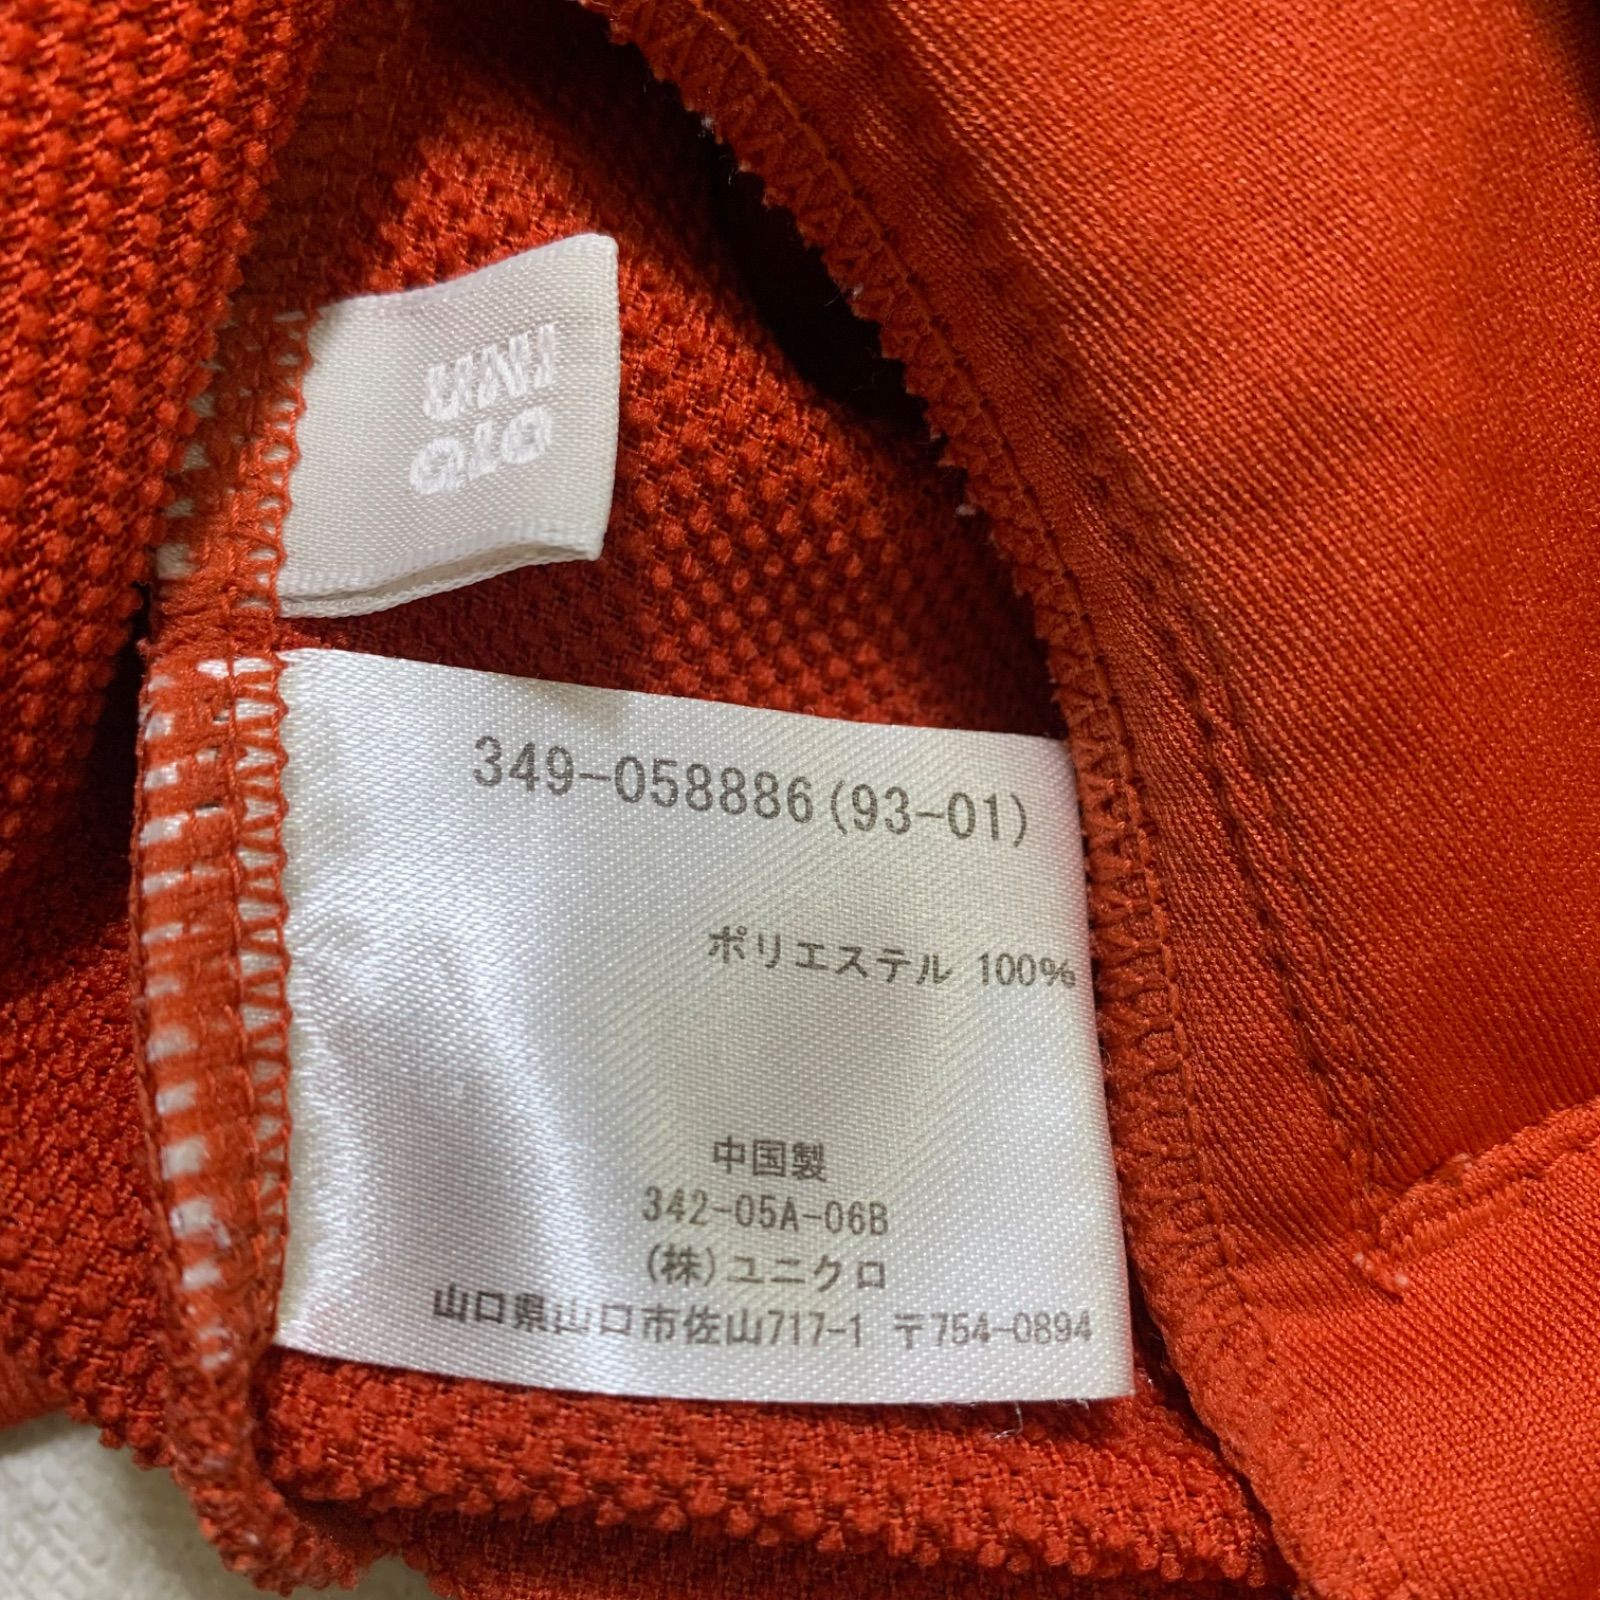 UNI
QLO
349-058886(93-01)
ポリエステル 100%
中国製
342-05A-06B
(株)ユニクロ
山口県山口市佐山717-1 〒754-0894